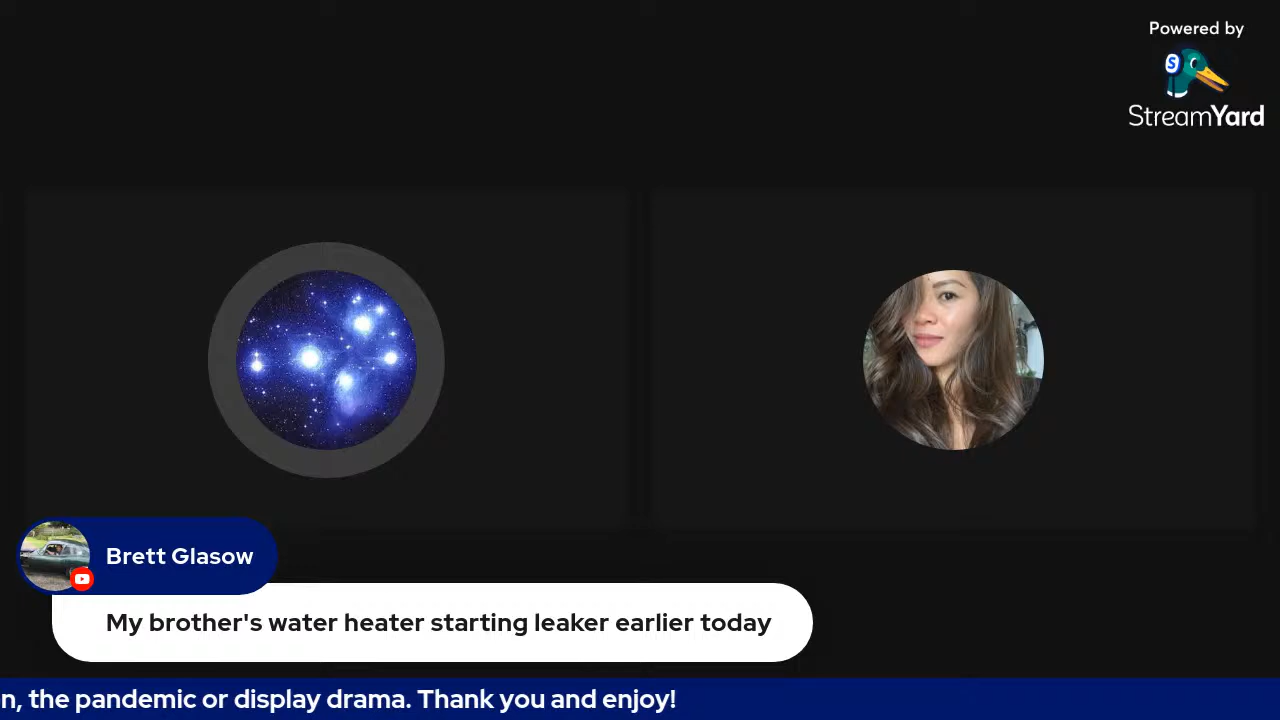 Powered by
StreamYard
Brett Glasow
My brother's water heater starting leaker earlier today
n, the pandemic or display drama. Thank you and enjoy!